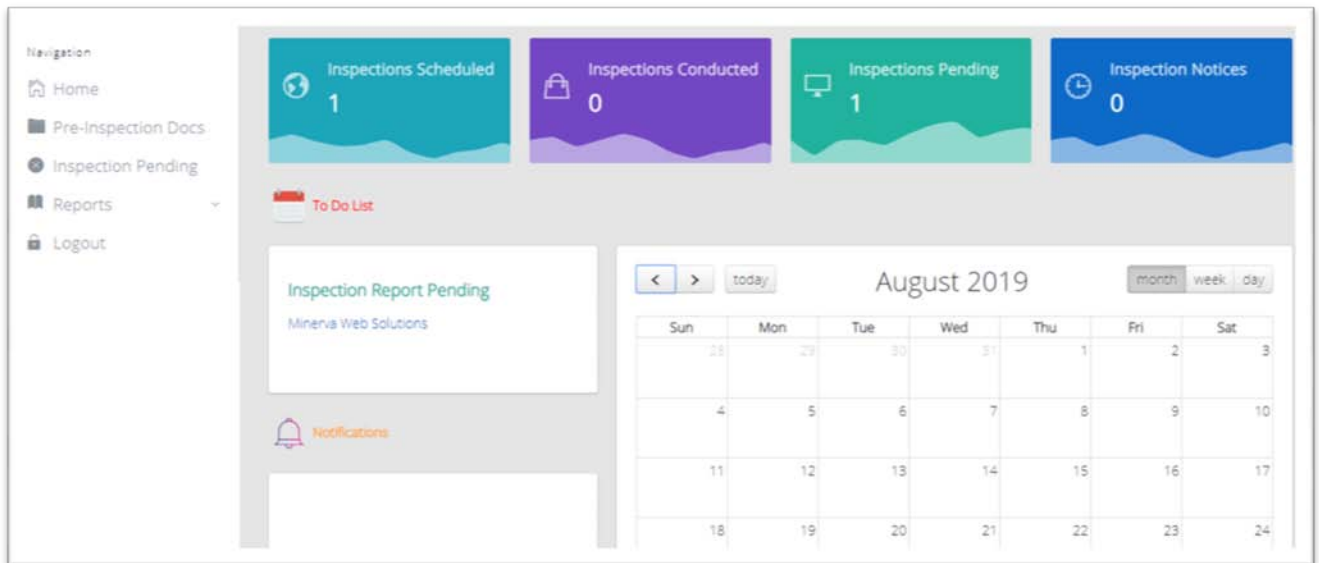 Navigation
Home
Pre-Inspection Docs
Inspection Pending
Reports
Logout
Inspections Scheduled
1
Inspections Conducted
0
Inspections Pending
1
Inspection Notices
0
To Do List
Inspection Report Pending
Minerva Web Solutions
Notifications
< > today August 2019 month week day
Sun Mon Tue Wed Thu Fri Sat
28 29 30 31 1 2 3
4 5 6 7 8 9 10
11 12 13 14 15 16 17
18 19 20 21 22 23 24